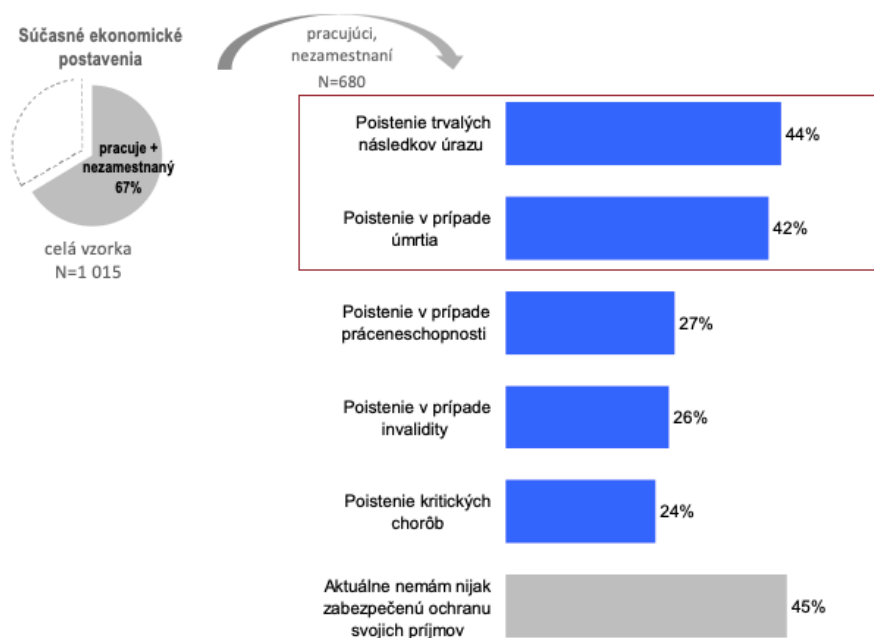 Súčasné ekonomické
postavenia
pracuje +
nezamestnaný
67%
celá vzorka
N=1 015
pracujúci,
nezamestnaní
N=680
Poistenie trvalých
následkov úrazu
44%
Poistenie v prípade
úmrtia
42%
Poistenie v prípade
práceneschopnosti
27%
Poistenie v prípade
invalidity
26%
Poistenie kritických
chorôb
24%
Aktuálne nemám nijak
zabezpečenú ochranu
svojich príjmov
45%